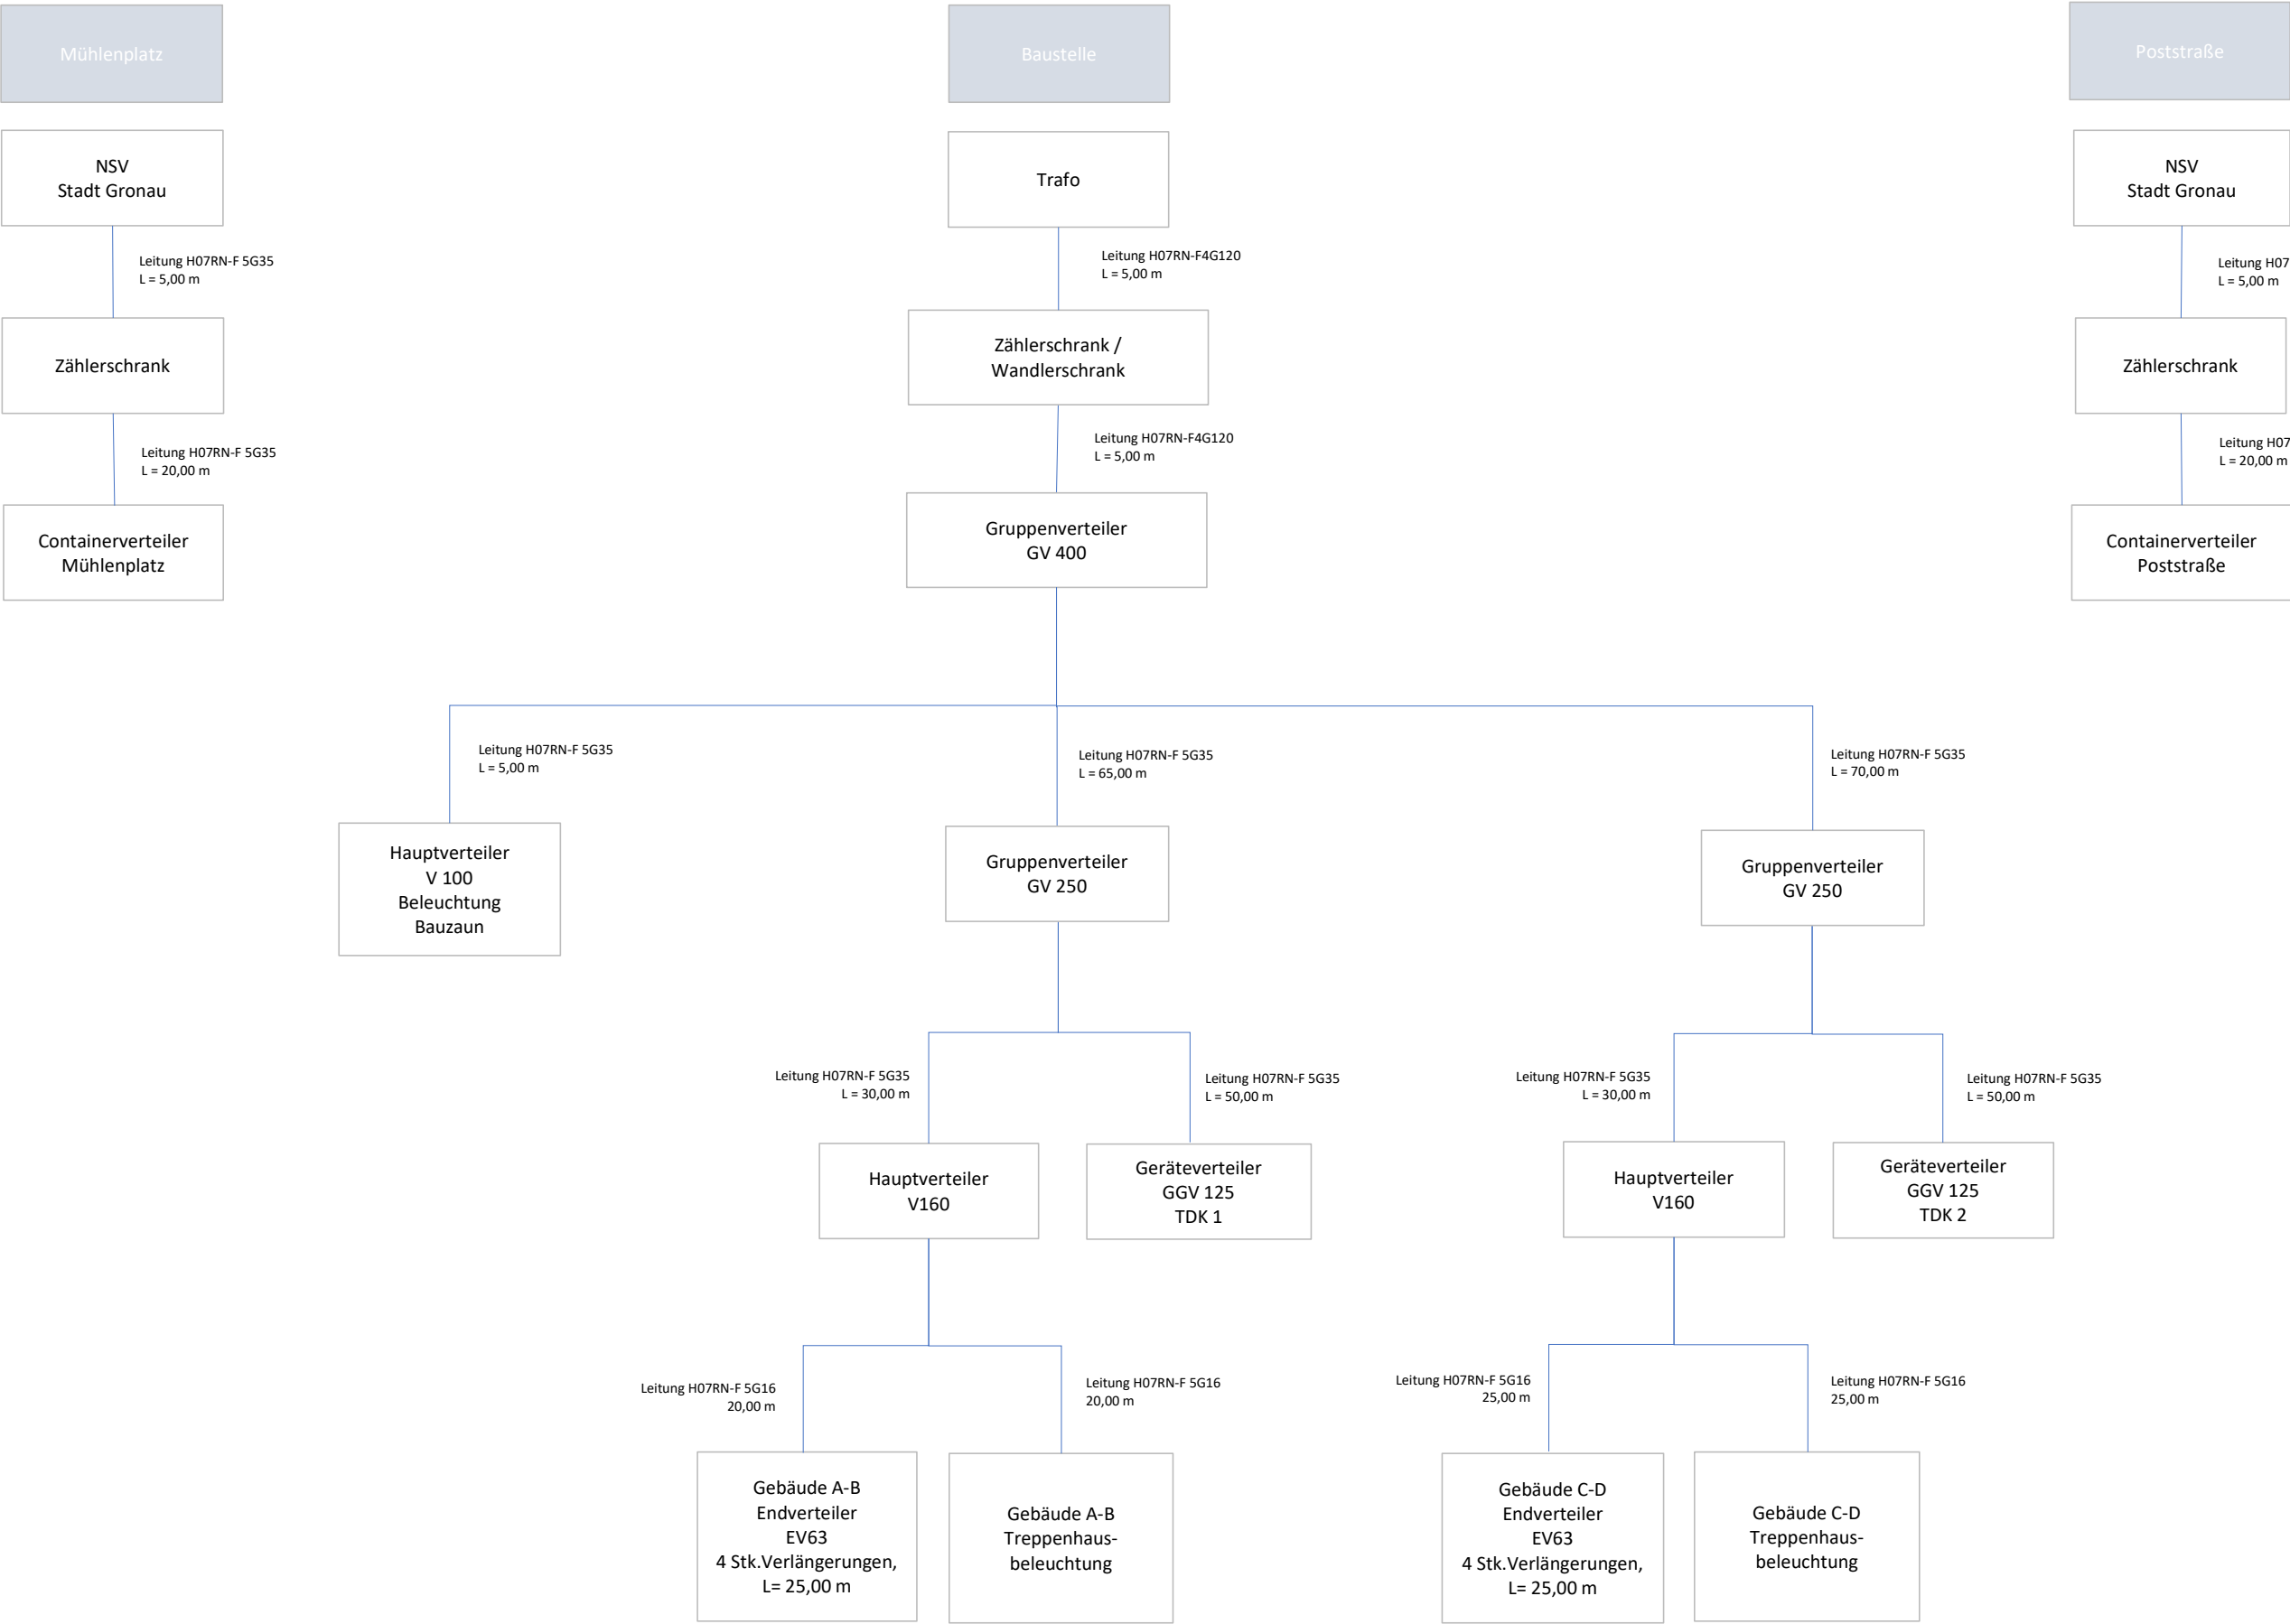 Mühlenplatz
Baustelle
Poststraße
NSV
Stadt Gronau
Trafo
NSV
Stadt Gronau
Leitung H07RN-F 5G35
L = 5,00 m
Leitung H07RN-F4G120
L = 5,00 m
Leitung H07
L = 5,00 m
Zählerschrank
Zählerschrank /
Wandlerschrank
Zählerschrank
Leitung H07RN-F 5G35
L = 20,00 m
Leitung H07RN-F4G120
L = 5,00 m
Leitung H07
L = 20,00 m
Containerverteiler
Mühlenplatz
Gruppenverteiler
GV 400
Containerverteiler
Poststraße
Leitung H07RN-F 5G35
L = 5,00 m
Leitung H07RN-F 5G35
L = 65,00 m
Leitung H07RN-F 5G35
L = 70,00 m
Hauptverteiler
V 100
Beleuchtung
Bauzaun
Gruppenverteiler
GV 250
Gruppenverteiler
GV 250
Leitung H07RN-F 5G35
L = 30,00 m
Leitung H07RN-F 5G35
L = 50,00 m
Leitung H07RN-F 5G35
L = 30,00 m
Leitung H07RN-F 5G35
L = 50,00 m
Hauptverteiler
V160
Geräteverteiler
GGV 125
TDK 1
Hauptverteiler
V160
Geräteverteiler
GGV 125
TDK 2
Leitung H07RN-F 5G16
20,00 m
Leitung H07RN-F 5G16
20,00 m
Leitung H07RN-F 5G16
25,00 m
Leitung H07RN-F 5G16
25,00 m
Gebäude A-B
Endverteiler
EV63
4 Stk.Verlängerungen,
L= 25,00 m
Gebäude A-B
Treppenhaus-
beleuchtung
Gebäude C-D
Endverteiler
EV63
4 Stk.Verlängerungen,
L= 25,00 m
Gebäude C-D
Treppenhaus-
beleuchtung